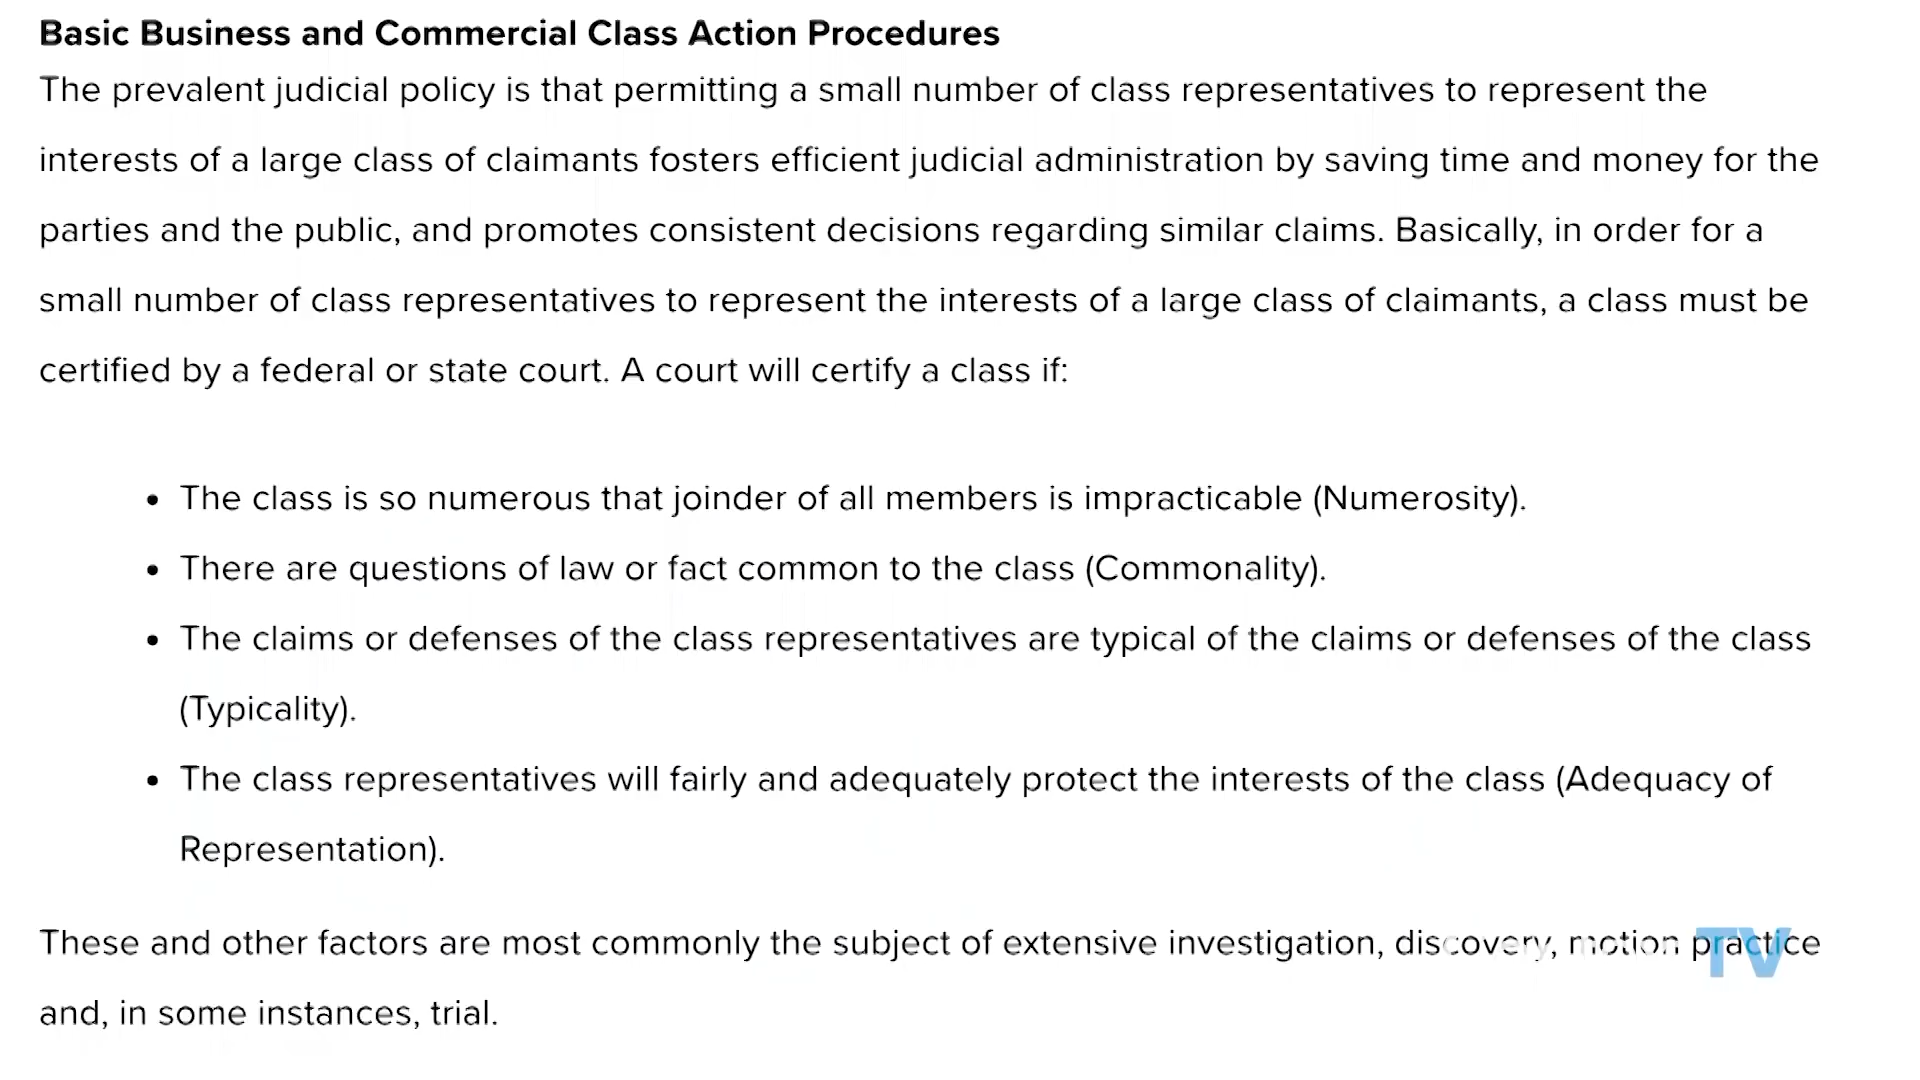 Basic Business and Commercial Class Action Procedures
The prevalent judicial policy is that permitting a small number of class representatives to represent the
interests of a large class of claimants fosters efficient judicial administration by saving time and money for the
parties and the public, and promotes consistent decisions regarding similar claims. Basically, in order for a
small number of class representatives to represent the interests of a large class of claimants, a class must be
certified by a federal or state court. A court will certify a class if:
• The class is so numerous that joinder of all members is impracticable (Numerosity).
• There are questions of law or fact common to the class (Commonality).
• The claims or defenses of the class representatives are typical of the claims or defenses of the class
(Typicality).
• The class representatives will fairly and adequately protect the interests of the class (Adequacy of
Representation).
These and other factors are most commonly the subject of extensive investigation, discovery, motion practice
TV
and, in some instances, trial.